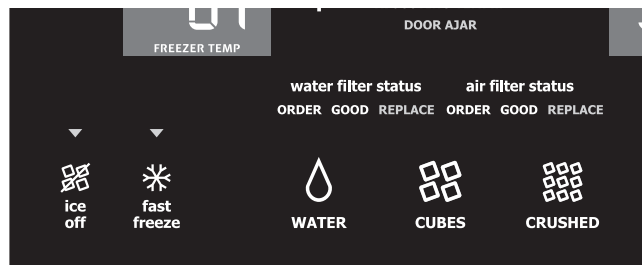 DOOR AJAR
FREEZER TEMP
water filter status air filter status
ORDER GOOD REPLACE ORDER GOOD REPLACE
ice off
fast freeze
WATER
CUBES
CRUSHED